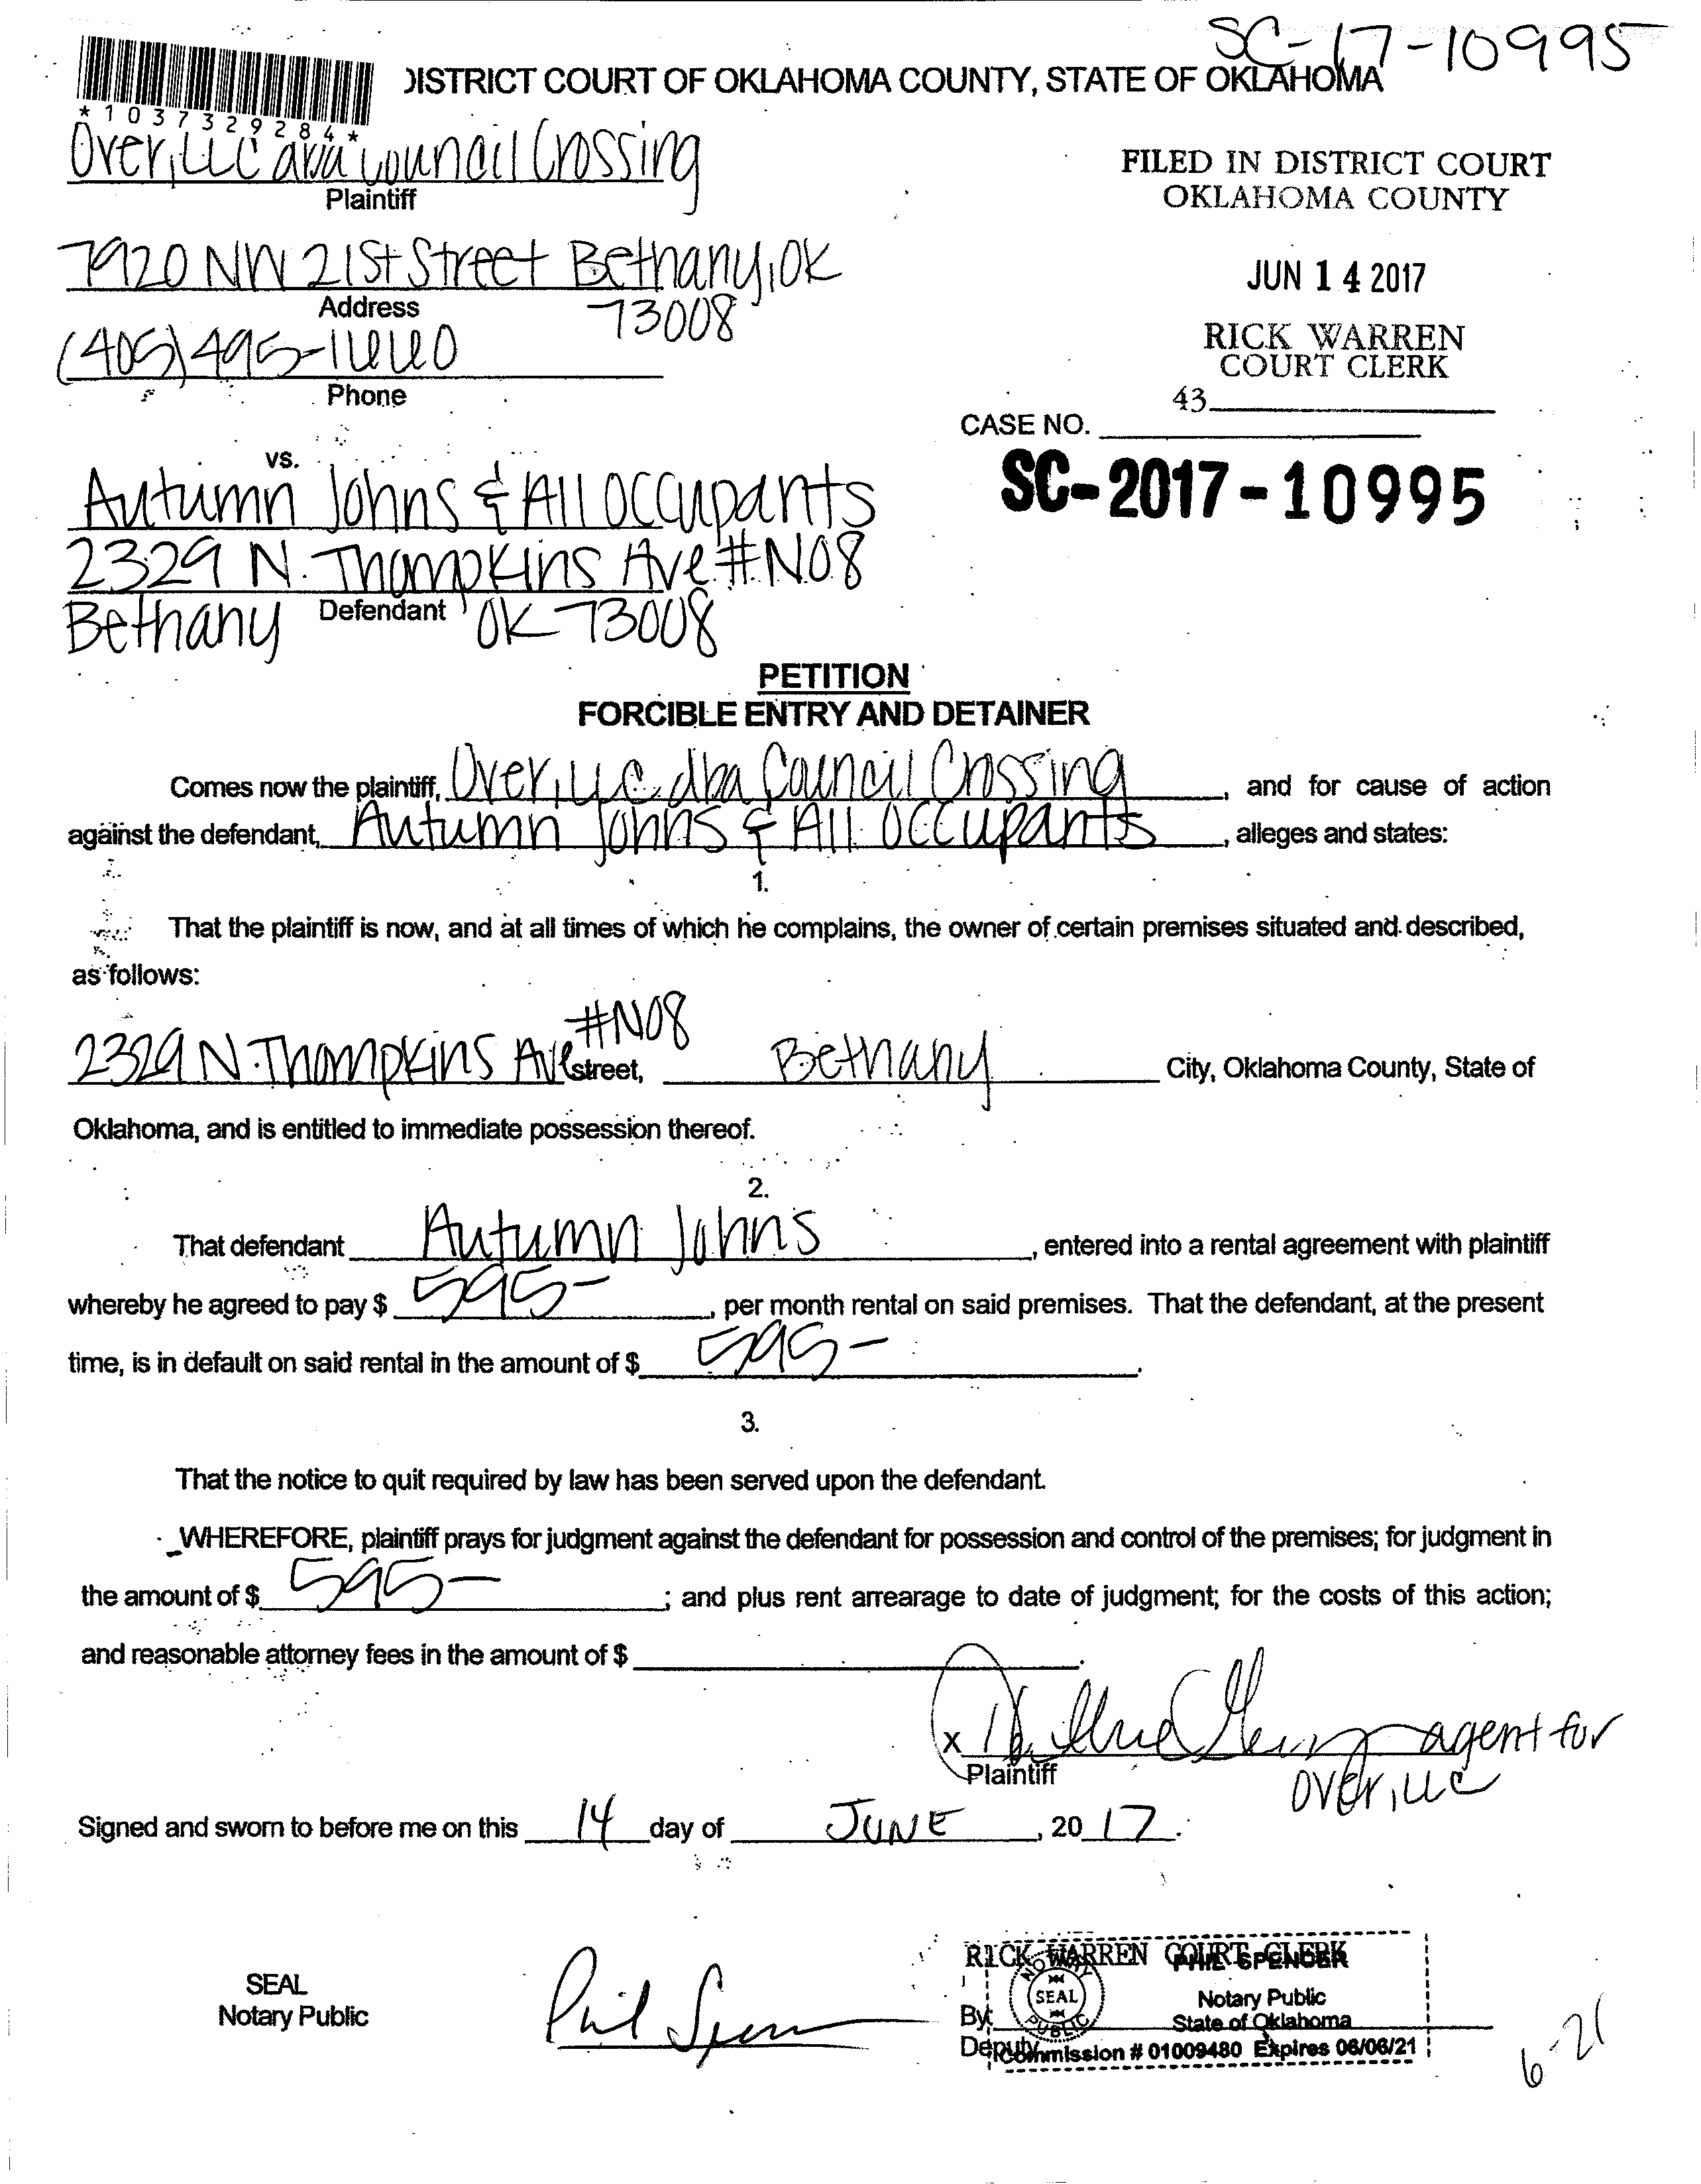 SC-17-10995
DISTRICT COURT OF OKLAHOMA COUNTY, STATE OF OKLAHOMA
*1037329284*
Over, LLC dba Council Crossing
Plaintiff
FILED IN DISTRICT COURT
OKLAHOMA COUNTY
7920 NW 21st Street Bethany, OK
Address
73008
JUN 14 2017
(405) 495-1660
Phone
RICK WARREN
COURT CLERK
43
CASE NO.
SC-2017-10995
vs.
Autumn Johns & All Occupants
2329 N. Thompkins Ave #N08
Defendant
Bethany OK 73008
PETITION
FORCIBLE ENTRY AND DETAINER
Comes now the plaintiff, Over, LLC dba Council Crossing, and for cause of action
against the defendant, Autumn Johns & All Occupants, alleges and states:
1.
That the plaintiff is now, and at all times of which he complains, the owner of certain premises situated and described,
as follows:
2329 N. Thompkins Ave #N08 street, Bethany City, Oklahoma County, State of
Oklahoma, and is entitled to immediate possession thereof.
2.
That defendant Autumn Johns, entered into a rental agreement with plaintiff
whereby he agreed to pay $ 595-, per month rental on said premises. That the defendant, at the present
time, is in default on said rental in the amount of $ 595-.
3.
That the notice to quit required by law has been served upon the defendant.
WHEREFORE, plaintiff prays for judgment against the defendant for possession and control of the premises; for judgment in
the amount of $ 595-; and plus rent arrearage to date of judgment; for the costs of this action;
and reasonable attorney fees in the amount of $ .
x agent for
Plaintiff
Over, LLC
Signed and sworn to before me on this 14 day of JUNE, 20 17.
SEAL
Notary Public
Phil Spencer
RICK WARREN COURT CLERK
PHIL SPENCER
NOTARY PUBLIC
SEAL
Notary Public
By:
State of Oklahoma
Deputy
Commission # 01009480 Expires 06/06/21
6-21